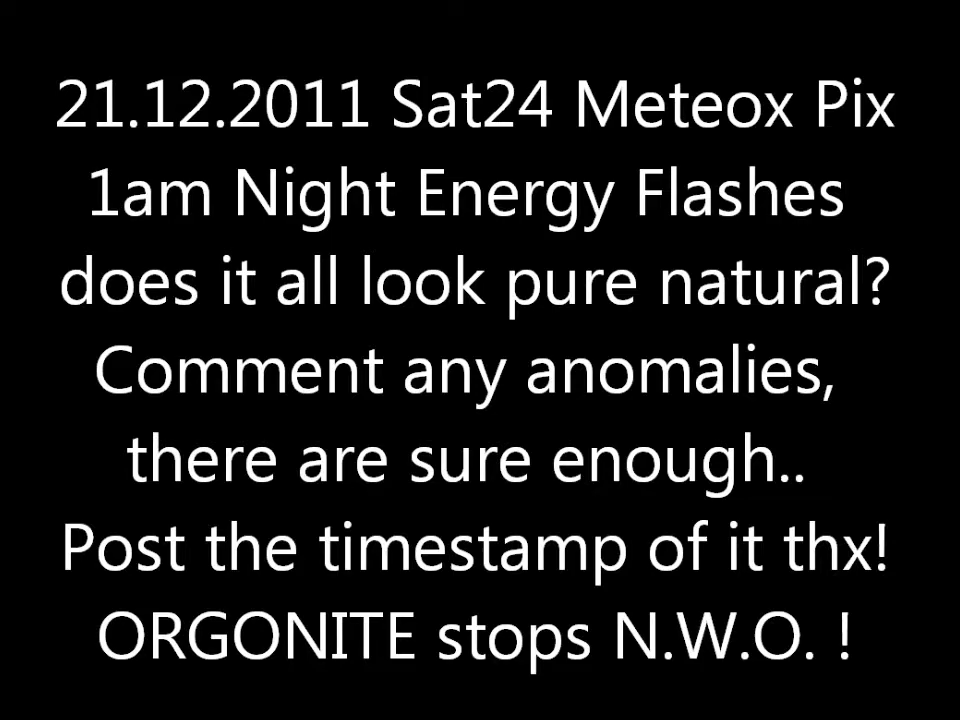 21.12.2011 Sat24 Meteox Pix
1am Night Energy Flashes
does it all look pure natural?
Comment any anomalies,
there are sure enough..
Post the timestamp of it thx!
ORGONITE stops N.W.O. !